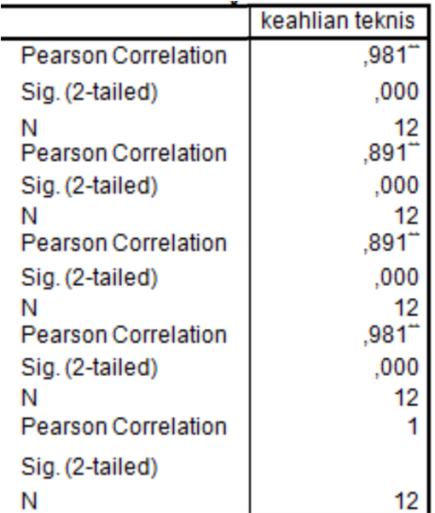 keahlian teknis
Pearson Correlation ,981**
Sig. (2-tailed) ,000
N 12
Pearson Correlation ,891**
Sig. (2-tailed) ,000
N 12
Pearson Correlation ,891**
Sig. (2-tailed) ,000
N 12
Pearson Correlation ,981**
Sig. (2-tailed) ,000
N 12
Pearson Correlation 1
Sig. (2-tailed)
N 12